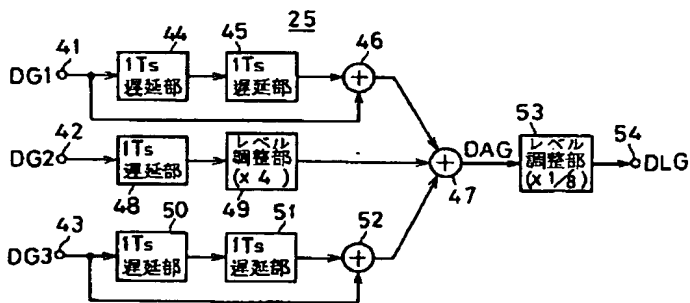 25
41
44
45
46
DG1
1Ts
遅延部
1Ts
遅延部
+
42
DG2
1Ts
遅延部
48
レベル
調整部
(×4)
49
+
47
DAG
53
レベル
調整部
(×1/8)
54
DLG
43
50
51
52
DG3
1Ts
遅延部
1Ts
遅延部
+